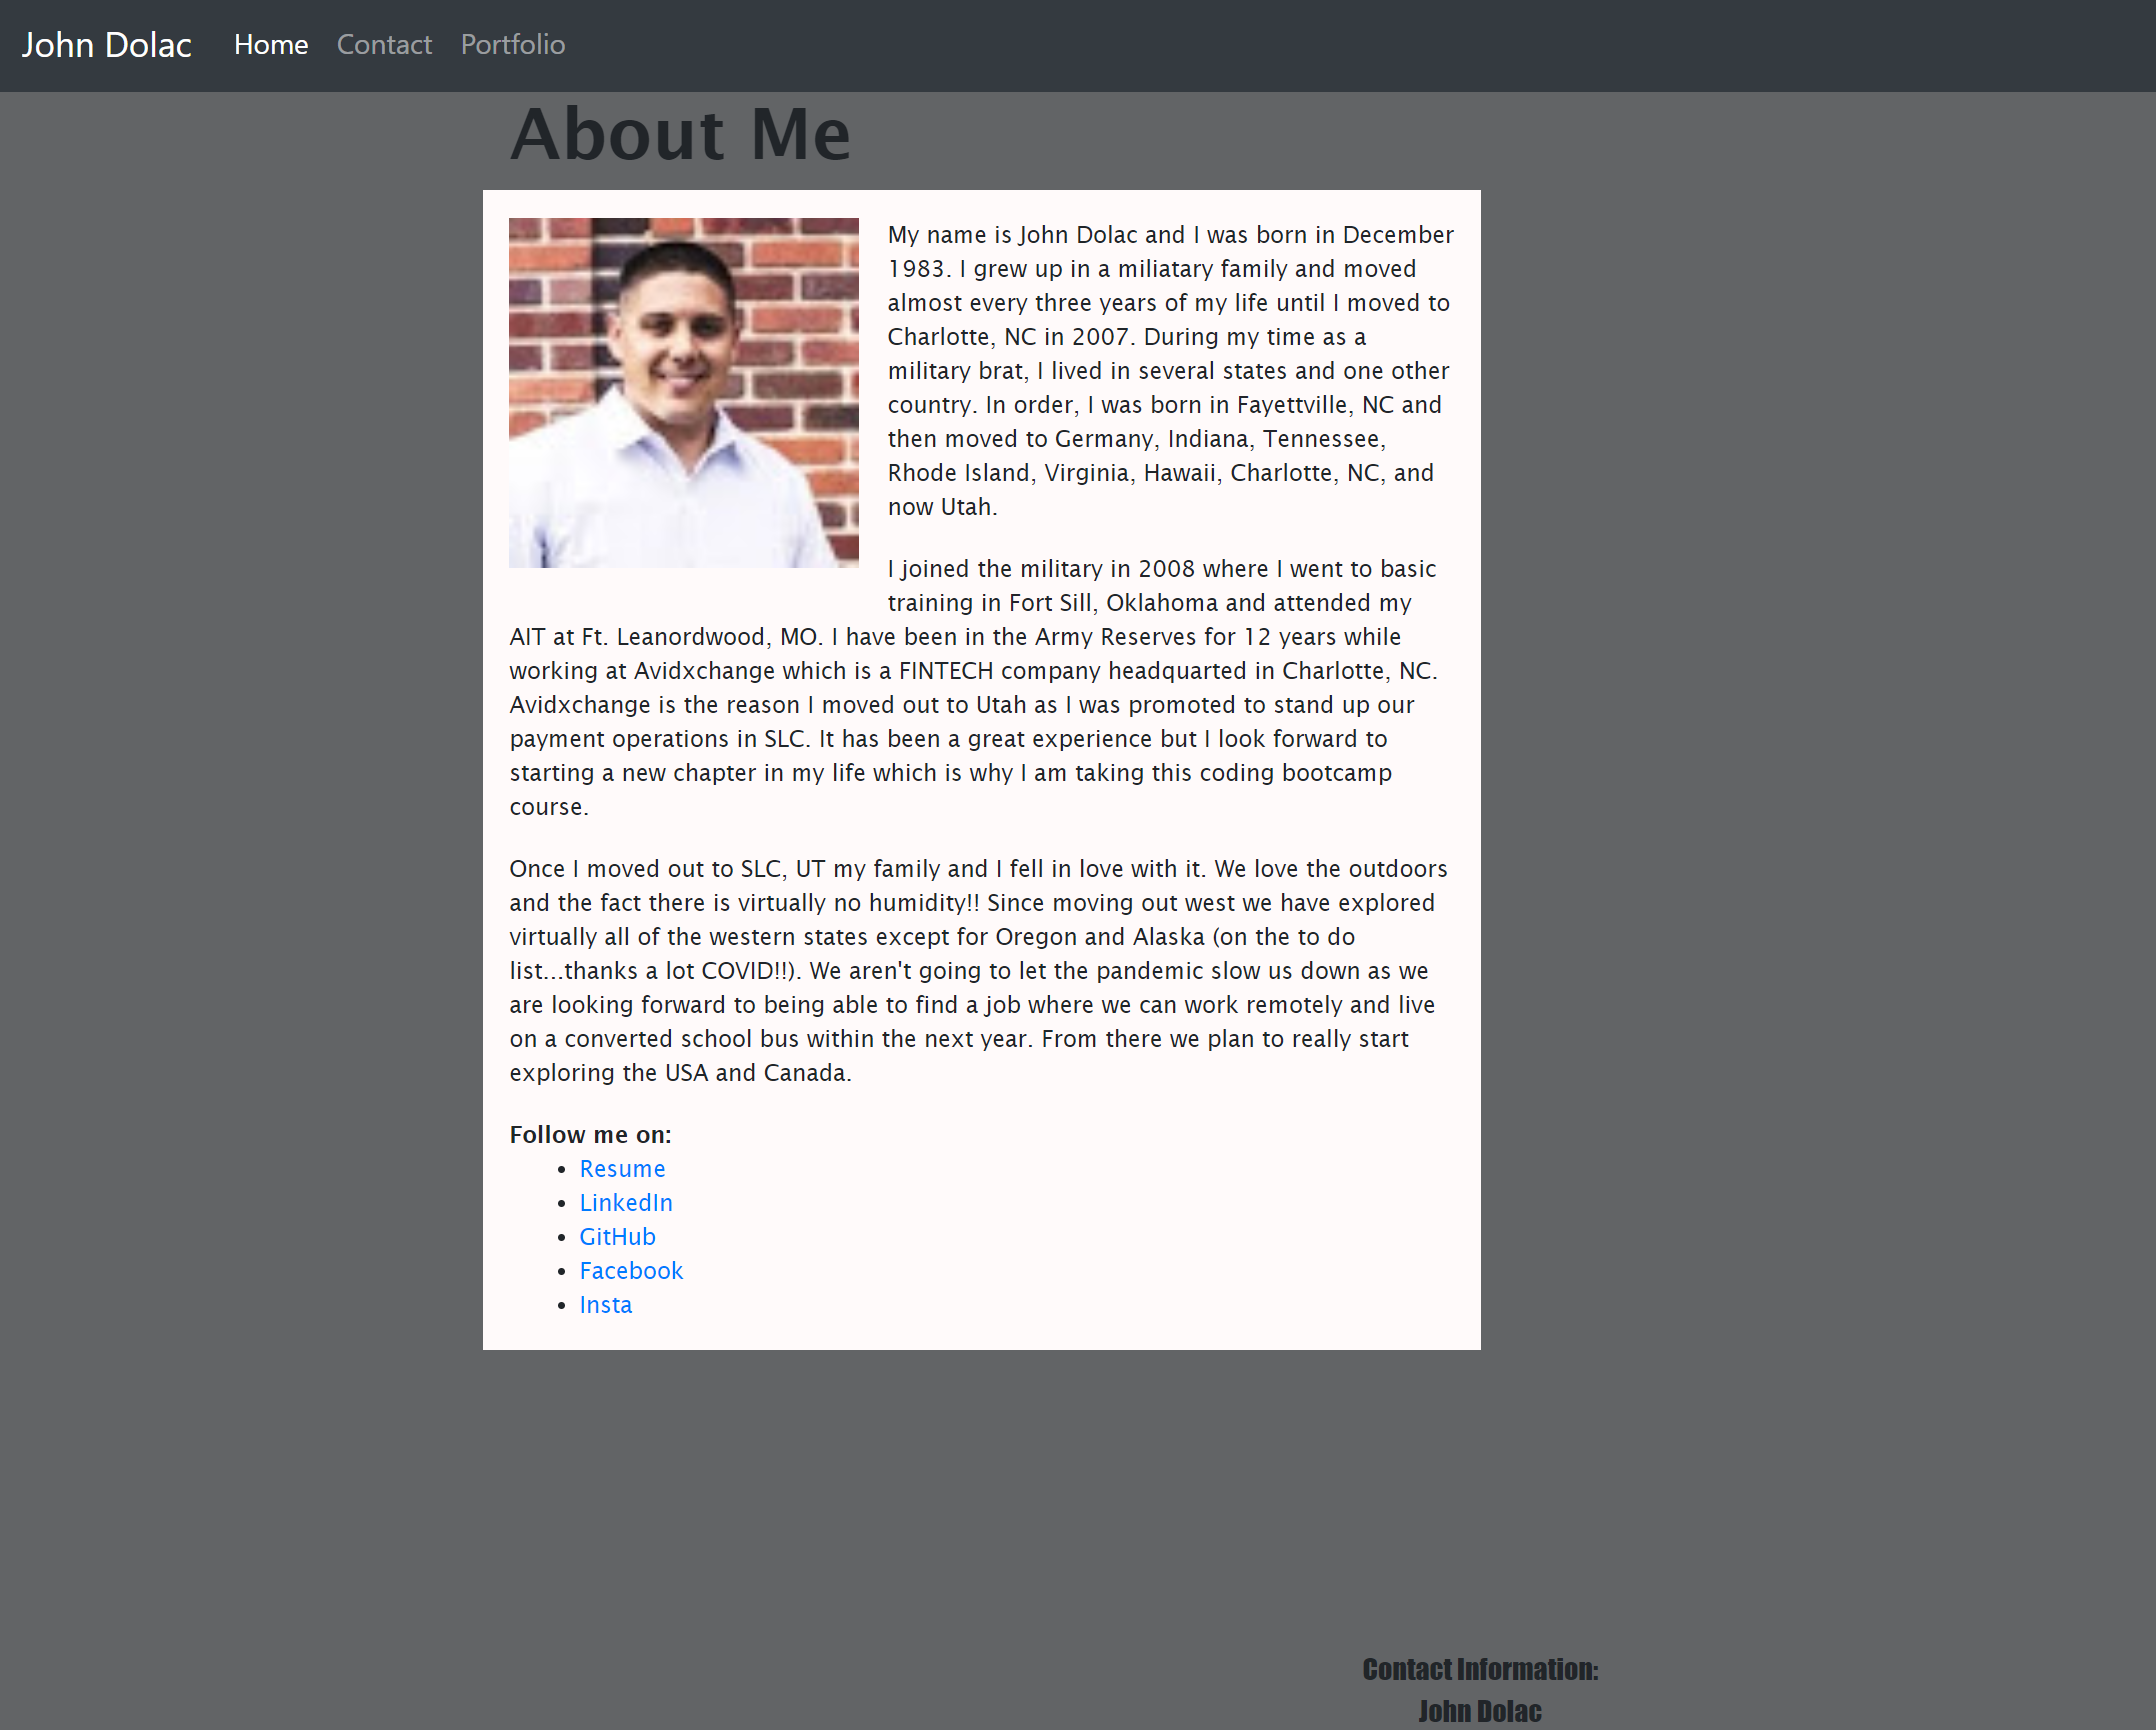 John Dolac Home Contact Portfolio
About Me
My name is John Dolac and I was born in December
1983. I grew up in a miliatary family and moved
almost every three years of my life until I moved to
Charlotte, NC in 2007. During my time as a
military brat, I lived in several states and one other
country. In order, I was born in Fayettville, NC and
then moved to Germany, Indiana, Tennessee,
Rhode Island, Virginia, Hawaii, Charlotte, NC, and
now Utah.
I joined the military in 2008 where I went to basic
training in Fort Sill, Oklahoma and attended my
AIT at Ft. Leanordwood, MO. I have been in the Army Reserves for 12 years while
working at Avidxchange which is a FINTECH company headquarted in Charlotte, NC.
Avidxchange is the reason I moved out to Utah as I was promoted to stand up our
payment operations in SLC. It has been a great experience but I look forward to
starting a new chapter in my life which is why I am taking this coding bootcamp
course.
Once I moved out to SLC, UT my family and I fell in love with it. We love the outdoors
and the fact there is virtually no humidity!! Since moving out west we have explored
virtually all of the western states except for Oregon and Alaska (on the to do
list...thanks a lot COVID!!). We aren't going to let the pandemic slow us down as we
are looking forward to being able to find a job where we can work remotely and live
on a converted school bus within the next year. From there we plan to really start
exploring the USA and Canada.
Follow me on:
• Resume
• LinkedIn
• GitHub
• Facebook
• Insta
Contact Information:
John Dolac